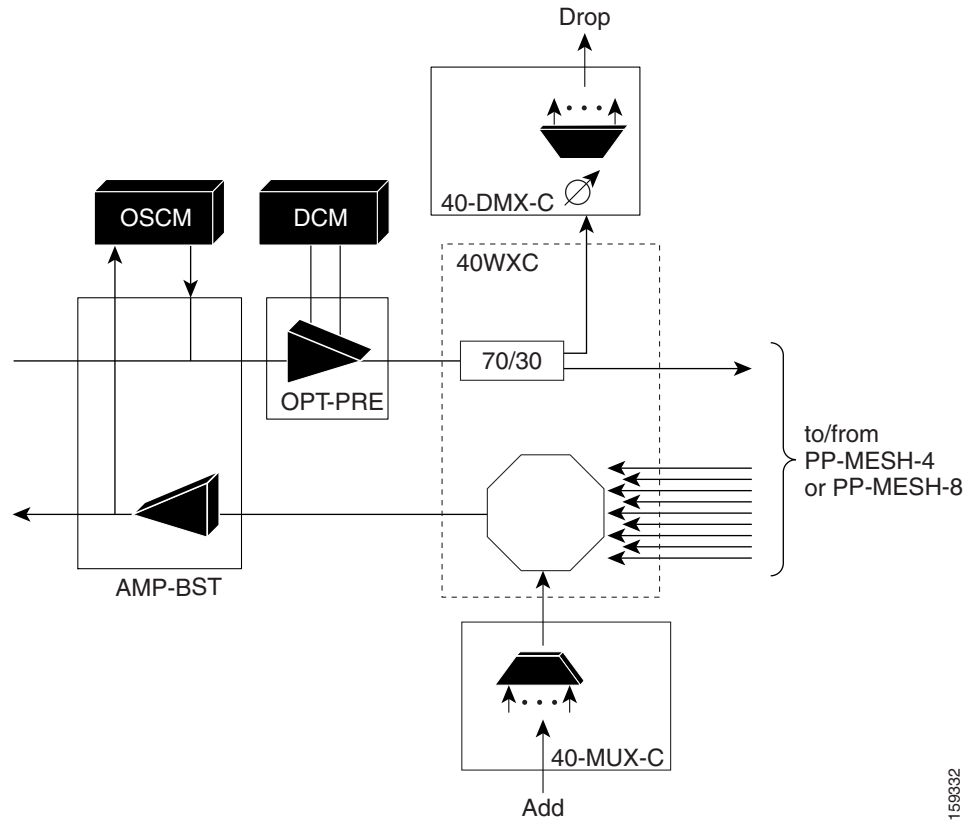 Drop
40-DMX-C
OSCM
DCM
40WXC
70/30
OPT-PRE
to/from
PP-MESH-4
or PP-MESH-8
AMP-BST
40-MUX-C
Add
159332